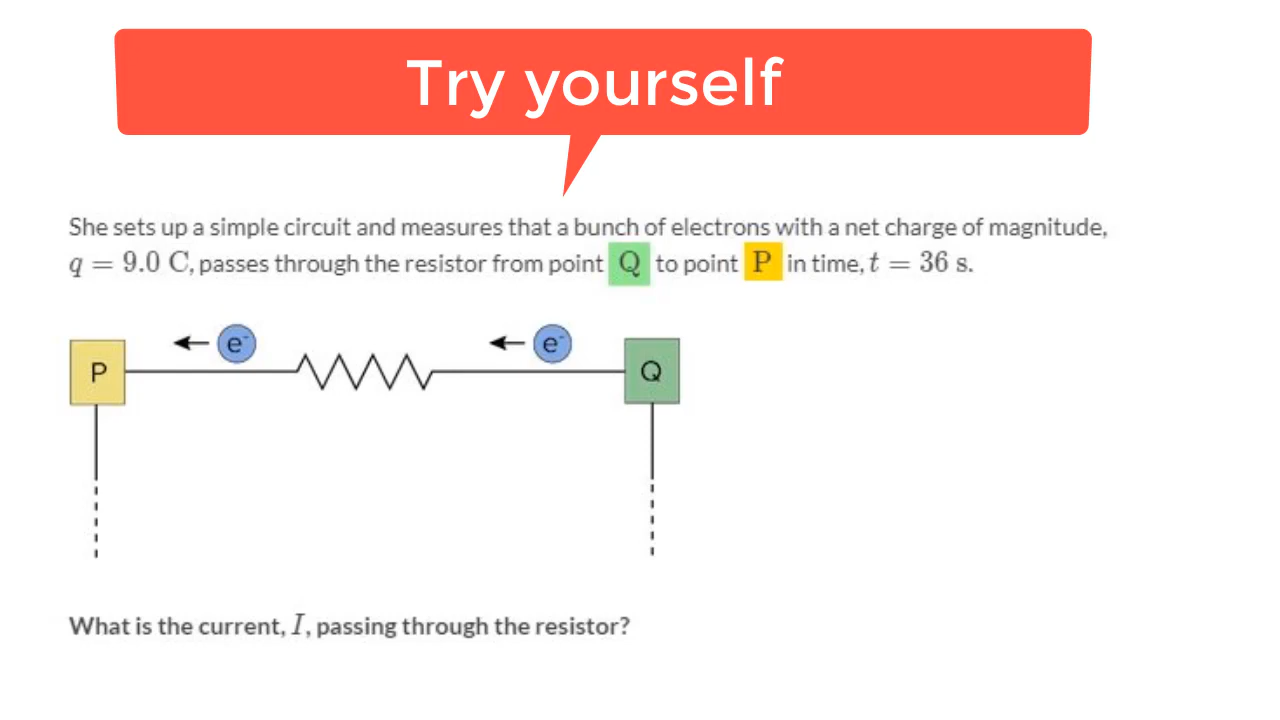 Try yourself
She sets up a simple circuit and measures that a bunch of electrons with a net charge of magnitude,
q = 9.0 C, passes through the resistor from point Q to point P in time, t = 36 s.
e⁻ e⁻
P Q
What is the current, I, passing through the resistor?